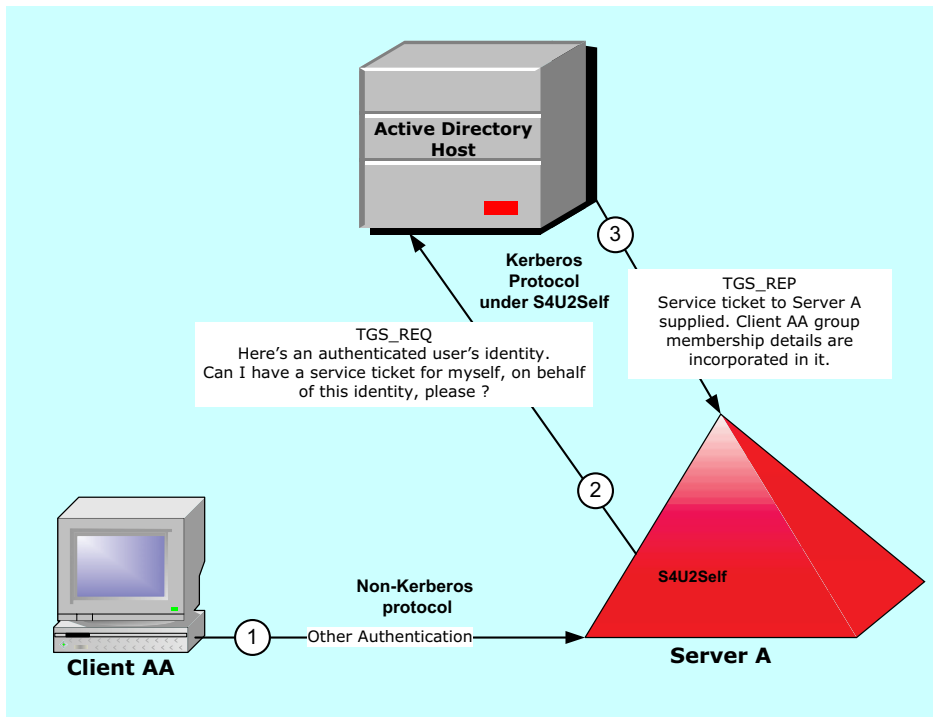 Active Directory
Host
3
Kerberos
Protocol
under S4U2Self
TGS_REP
Service ticket to Server A
supplied. Client AA group
membership details are
incorporated in it.
TGS_REQ
Here's an authenticated user's identity.
Can I have a service ticket for myself, on behalf
of this identity, please ?
2
S4U2Self
Non-Kerberos
protocol
1
Other Authentication
Client AA
Server A